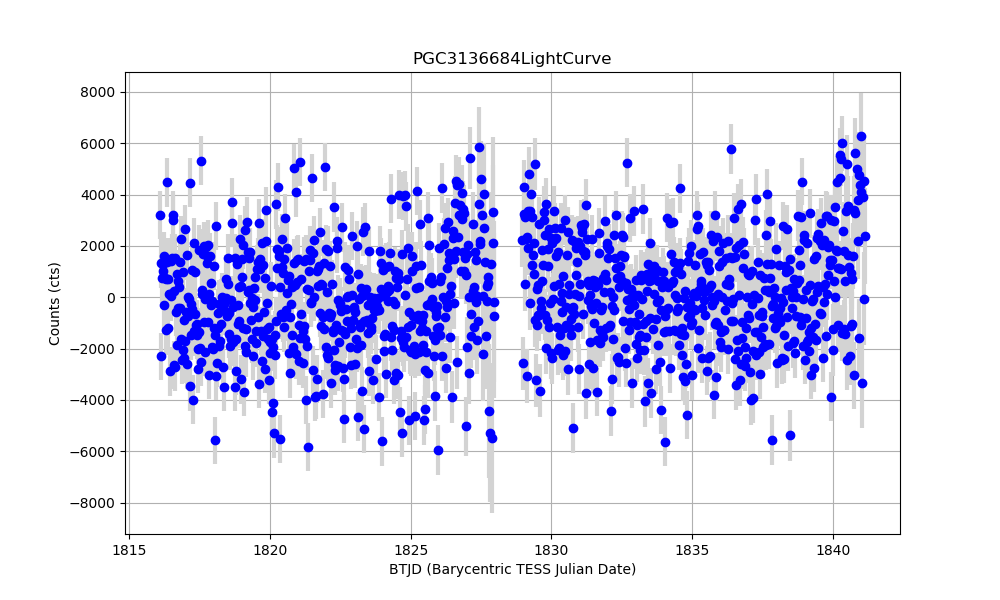 PGC3136684LightCurve
8000
6000
4000
2000
0
−2000
−4000
−6000
−8000
Counts (cts)
1815 1820 1825 1830 1835 1840
BTJD (Barycentric TESS Julian Date)